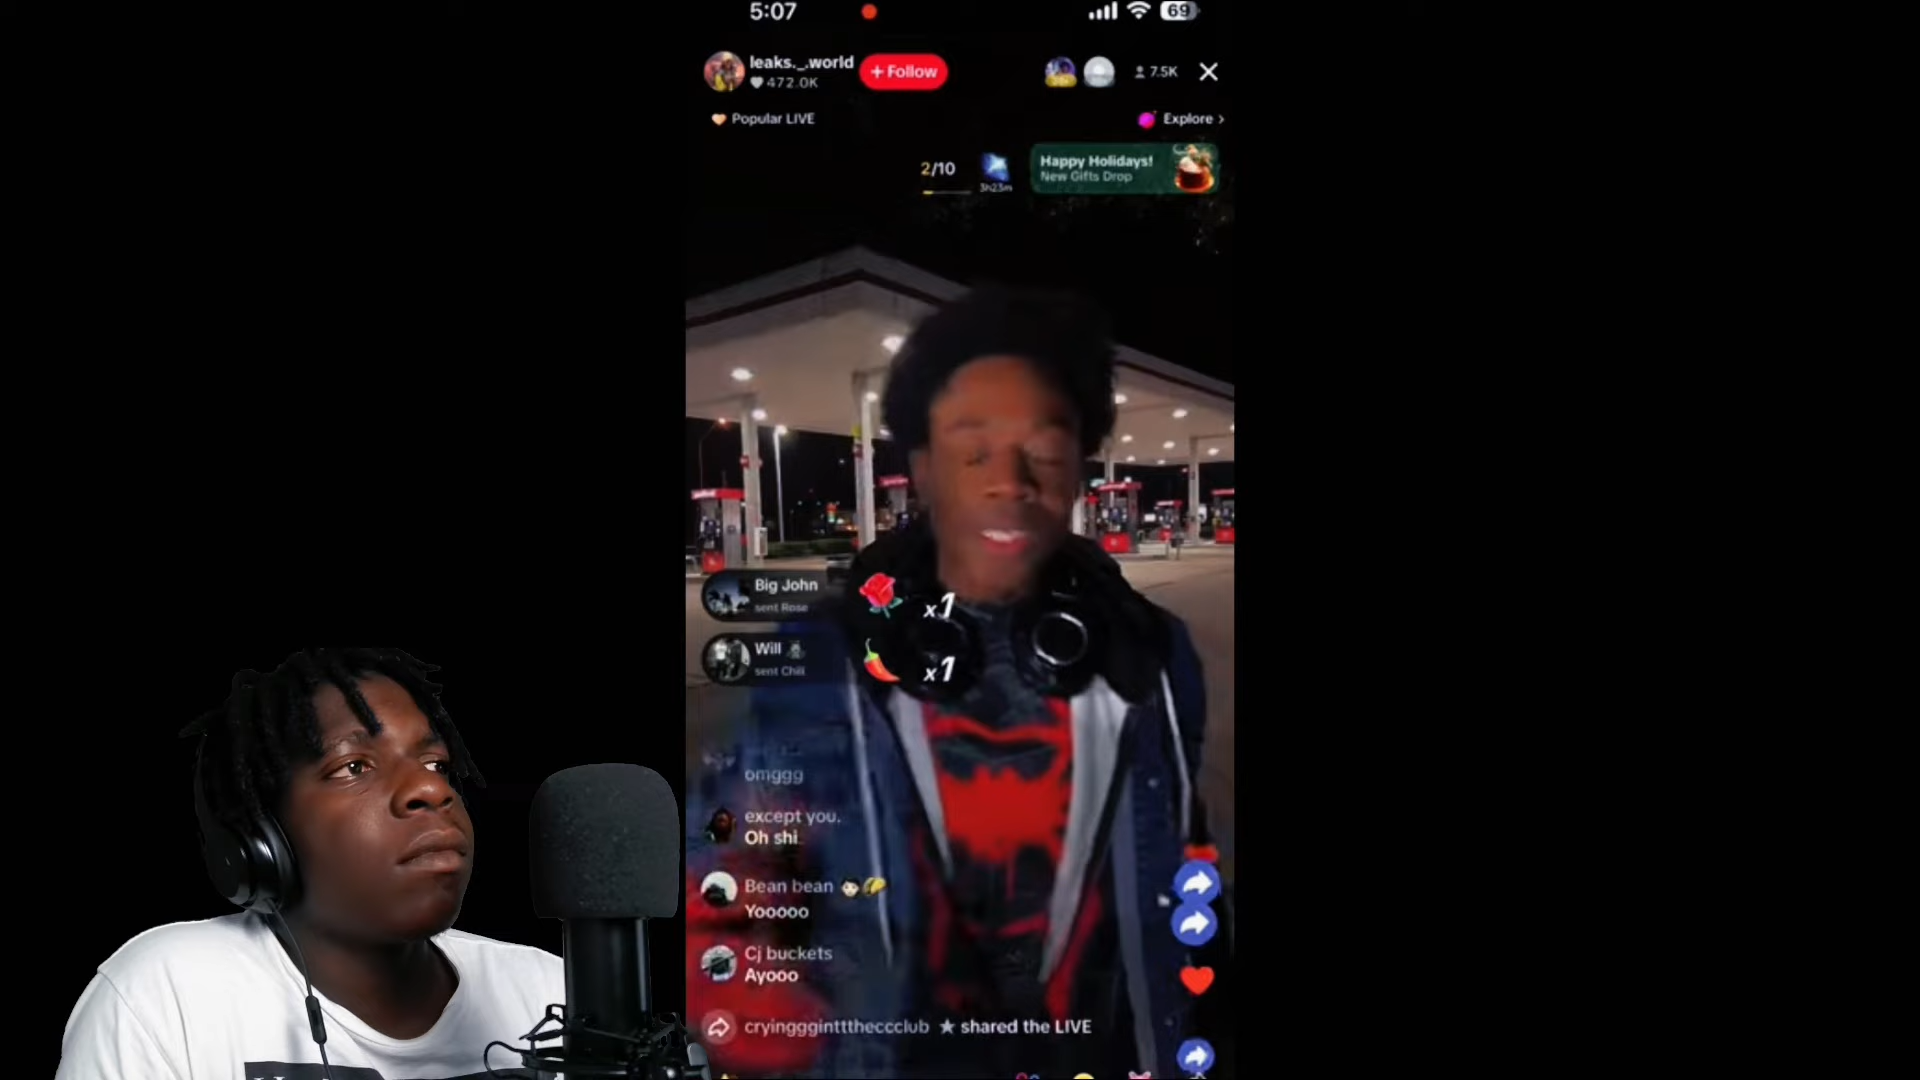 5:07
69
leaks._.world
+ Follow
472.0K
7.5K
Popular LIVE
Explore >
2/10
3h23m
Happy Holidays!
New Gifts Drop
Big John
sent Rose
x1
Will
sent Chili
x1
omggg
except you.
Oh shi
Bean bean
Yooooo
Cj buckets
Ayooo
cryingggintttheccclub ★ shared the LIVE